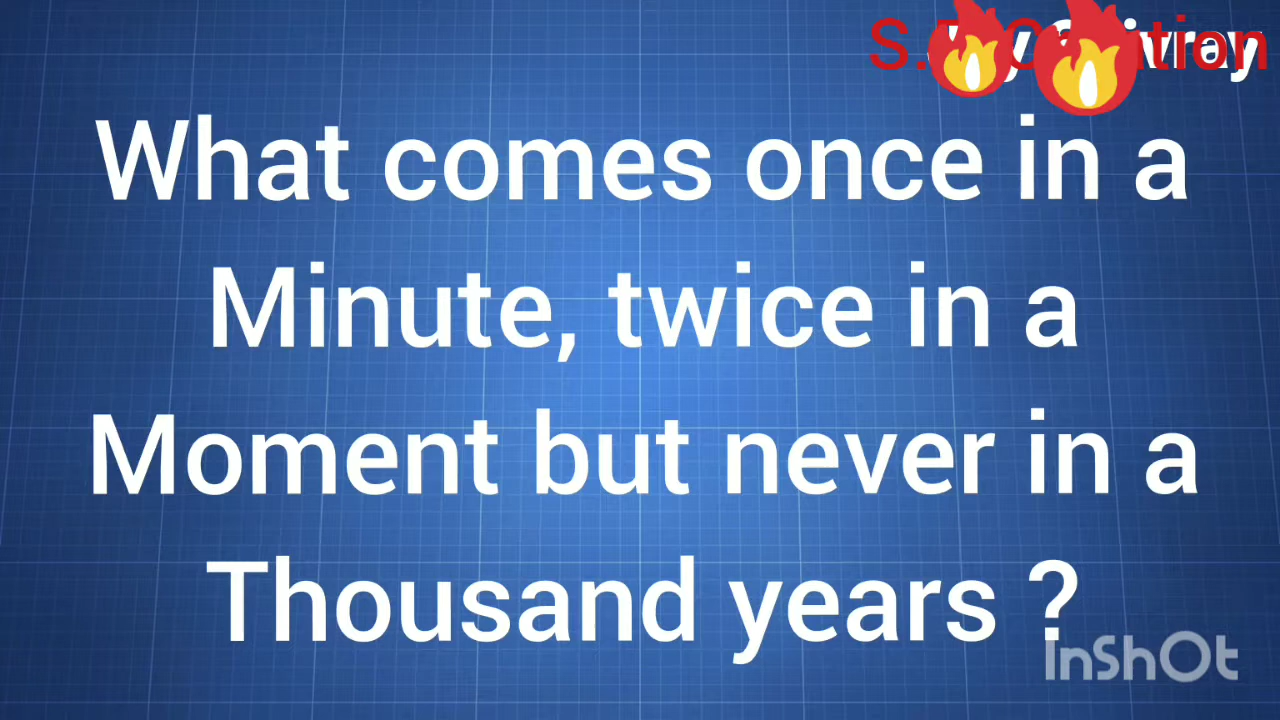 What comes once in a
Minute, twice in a
Moment but never in a
Thousand years ?
InShOt